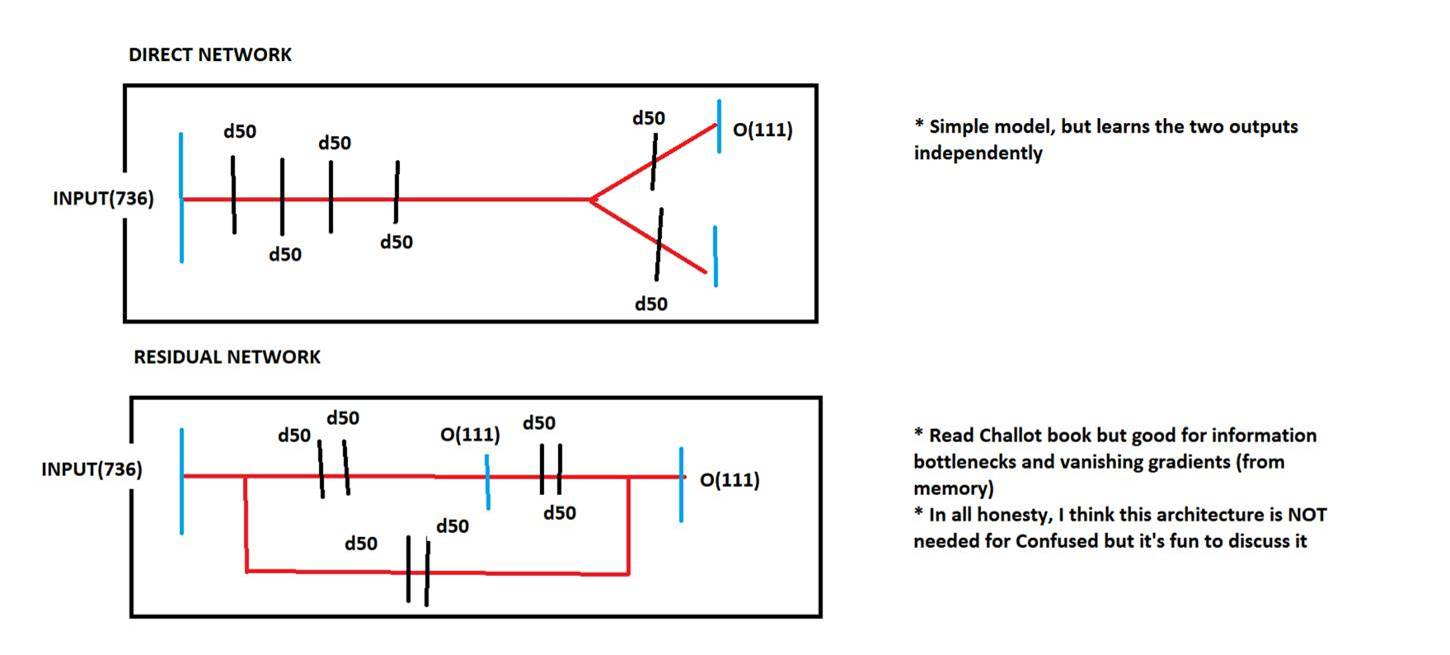 DIRECT NETWORK
d50
d50
d50
O(111)
* Simple model, but learns the two outputs
independently
INPUT(736)
d50
d50
d50
RESIDUAL NETWORK
d50
d50
O(111)
d50
* Read Challot book but good for information
bottlenecks and vanishing gradients (from
memory)
* In all honesty, I think this architecture is NOT
needed for Confused but it's fun to discuss it
INPUT(736)
O(111)
d50
d50
d50